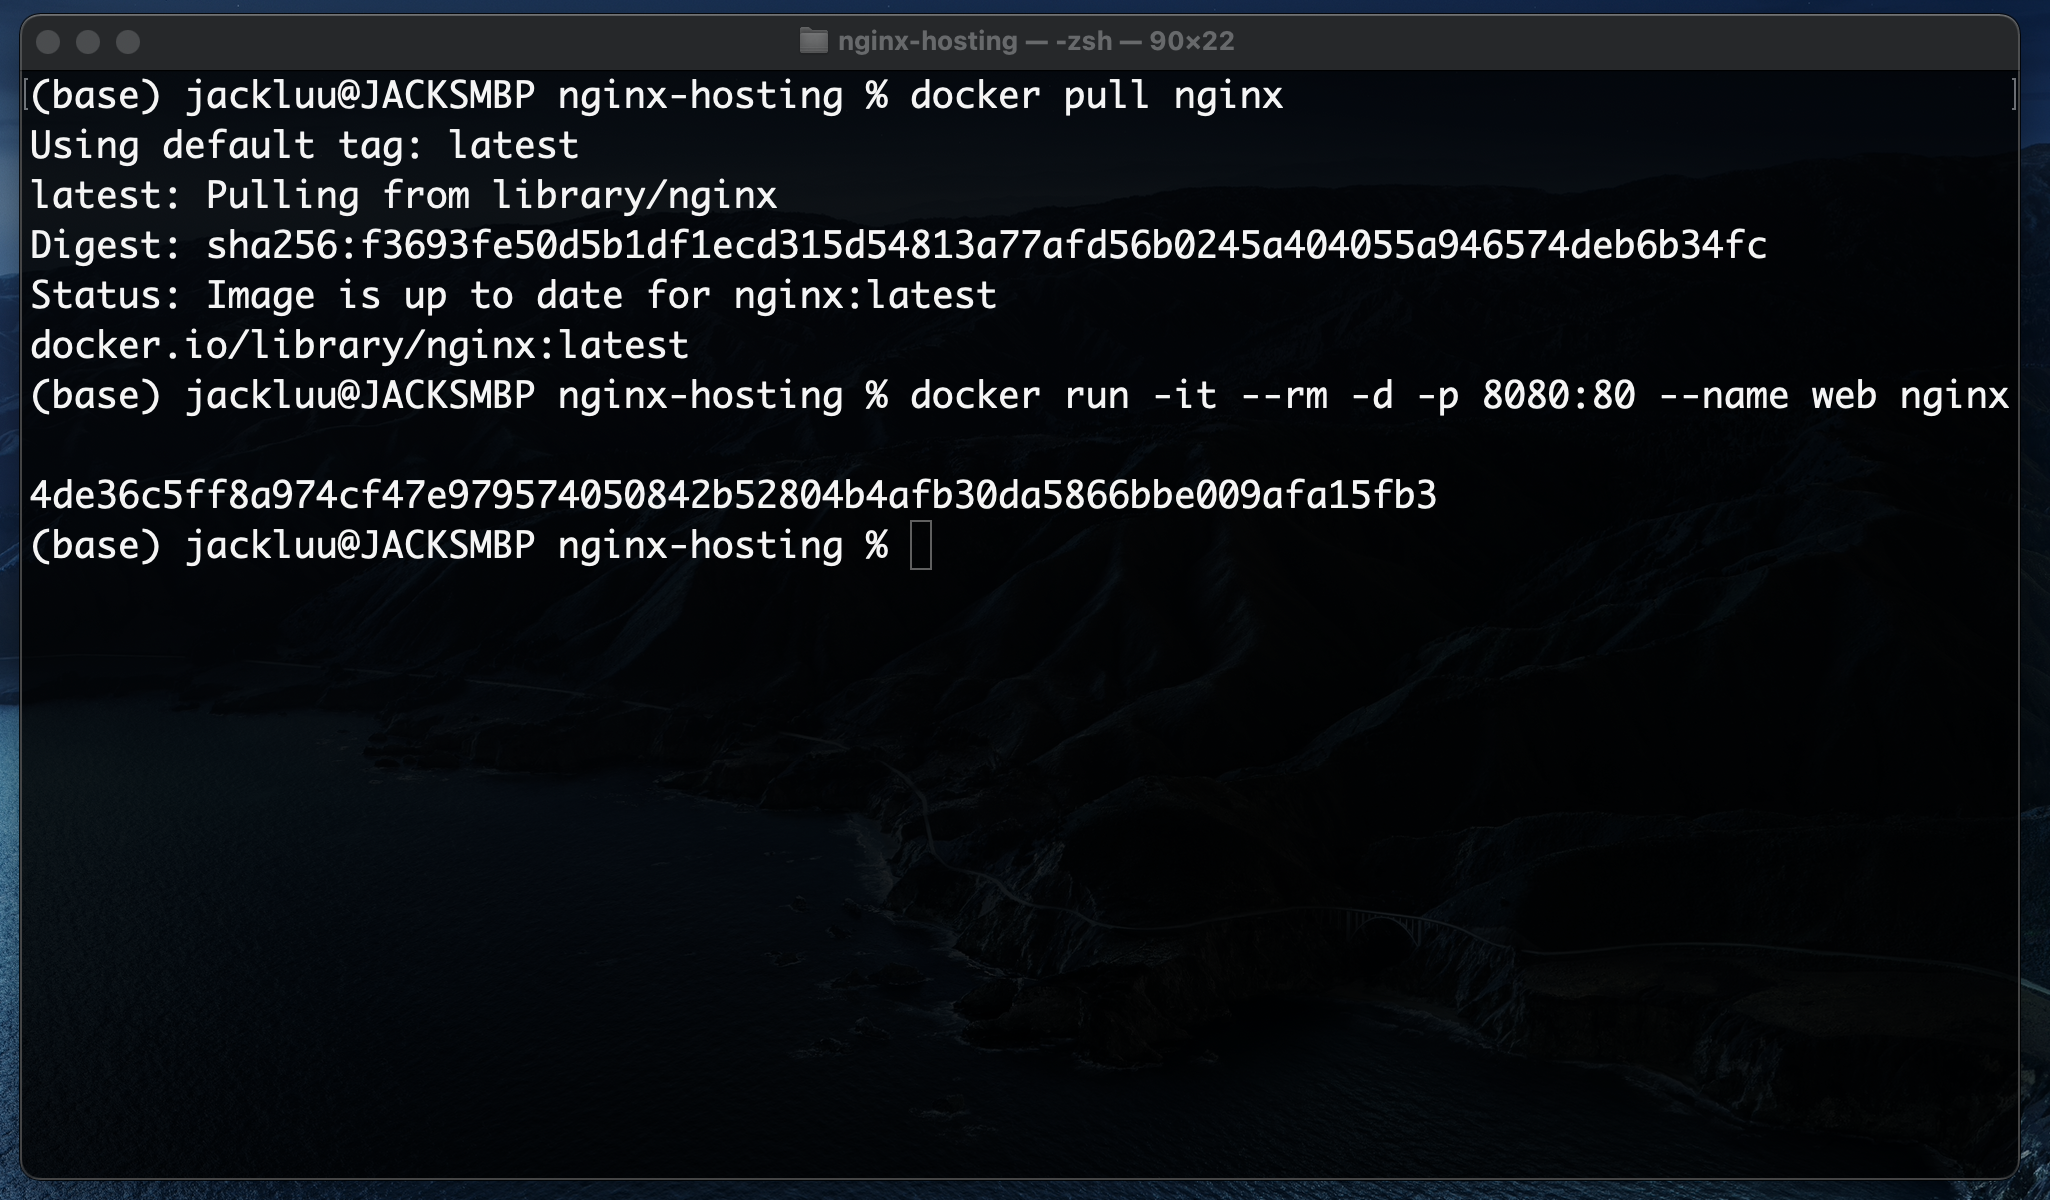 nginx-hosting — -zsh — 90×22
(base) jackluu@JACKSMBP nginx-hosting % docker pull nginx
Using default tag: latest
latest: Pulling from library/nginx
Digest: sha256:f3693fe50d5b1df1ecd315d54813a77afd56b0245a404055a946574deb6b34fc
Status: Image is up to date for nginx:latest
docker.io/library/nginx:latest
(base) jackluu@JACKSMBP nginx-hosting % docker run -it --rm -d -p 8080:80 --name web nginx
4de36c5ff8a974cf47e979574050842b52804b4afb30da5866bbe009afa15fb3
(base) jackluu@JACKSMBP nginx-hosting %